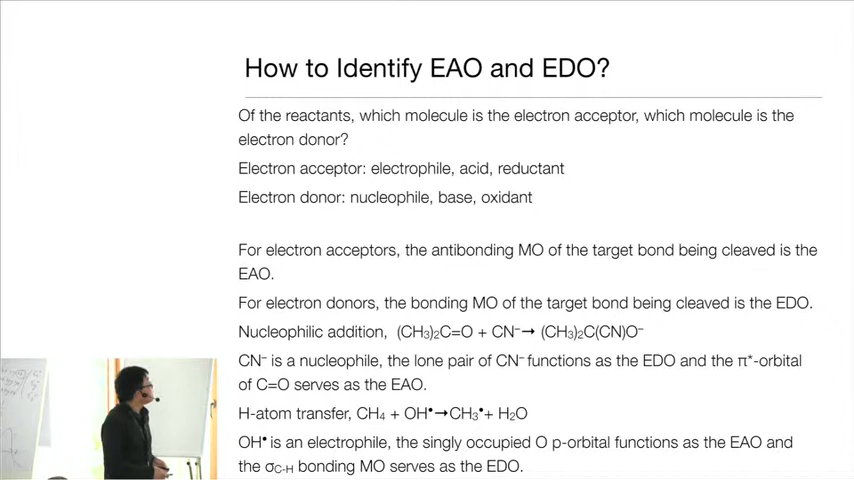 How to Identify EAO and EDO?
Of the reactants, which molecule is the electron acceptor, which molecule is the
electron donor?
Electron acceptor: electrophile, acid, reductant
Electron donor: nucleophile, base, oxidant
For electron acceptors, the antibonding MO of the target bond being cleaved is the
EAO.
For electron donors, the bonding MO of the target bond being cleaved is the EDO.
Nucleophilic addition, (CH₃)₂C=O + CN⁻→ (CH₃)₂C(CN)O⁻
CN⁻ is a nucleophile, the lone pair of CN⁻ functions as the EDO and the π*-orbital
of C=O serves as the EAO.
H-atom transfer, CH₄ + OH•→CH₃•+ H₂O
OH• is an electrophile, the singly occupied O p-orbital functions as the EAO and
the σC-H bonding MO serves as the EDO.